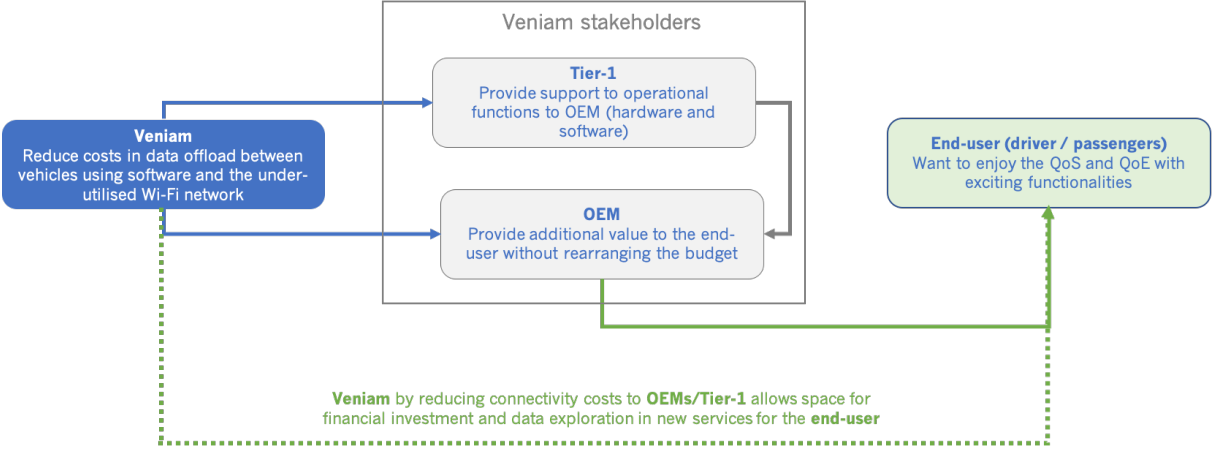 Veniam stakeholders
Tier-1
Provide support to operational
functions to OEM (hardware and
software)
Veniam
Reduce costs in data offload between
vehicles using software and the under-
utilised Wi-Fi network
End-user (driver / passengers)
Want to enjoy the QoS and QoE with
exciting functionalities
OEM
Provide additional value to the end-
user without rearranging the budget
Veniam by reducing connectivity costs to OEMs/Tier-1 allows space for
financial investment and data exploration in new services for the end-user